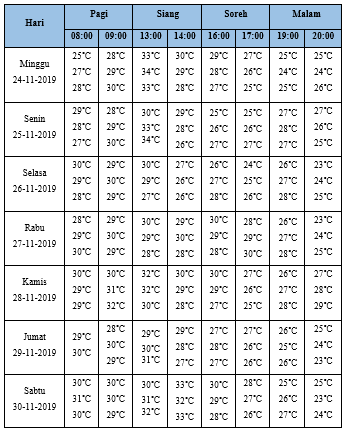 Hari Pagi Siang Soreh Malam
08:00 09:00 13:00 14:00 16:00 17:00 19:00 20:00
Minggu 25°C 28°C 33°C 30°C 29°C 27°C 25°C 25°C
24-11-2019 27°C 29°C 34°C 29°C 28°C 26°C 24°C 24°C
28°C 30°C 33°C 28°C 27°C 25°C 25°C 26°C
Senin 29°C 28°C 30°C 29°C 25°C 25°C 27°C 27°C
25-11-2019 28°C 29°C 33°C 28°C 26°C 26°C 28°C 26°C
27°C 30°C 34°C 26°C 27°C 27°C 27°C 25°C
Selasa 30°C 29°C 30°C 27°C 26°C 24°C 26°C 23°C
26-11-2019 29°C 30°C 29°C 26°C 27°C 25°C 27°C 24°C
28°C 29°C 27°C 26°C 28°C 26°C 28°C 25°C
Rabu 28°C 29°C 30°C 29°C 30°C 28°C 26°C 23°C
27-11-2019 29°C 30°C 29°C 30°C 29°C 29°C 27°C 24°C
30°C 29°C 28°C 28°C 28°C 30°C 28°C 25°C
Kamis 30°C 30°C 32°C 30°C 30°C 27°C 26°C 27°C
28-11-2019 29°C 31°C 32°C 29°C 29°C 26°C 27°C 28°C
29°C 32°C 30°C 28°C 29°C 25°C 28°C 29°C
Jumat 29°C 28°C 29°C 29°C 27°C 27°C 26°C 25°C
29-11-2019 30°C 30°C 30°C 28°C 28°C 26°C 25°C 24°C
29°C 31°C 27°C 27°C 26°C 26°C 23°C
Sabtu 30°C 30°C 30°C 33°C 30°C 28°C 25°C 25°C
30-11-2019 31°C 30°C 31°C 32°C 29°C 27°C 26°C 23°C
30°C 29°C 32°C 33°C 28°C 26°C 27°C 24°C